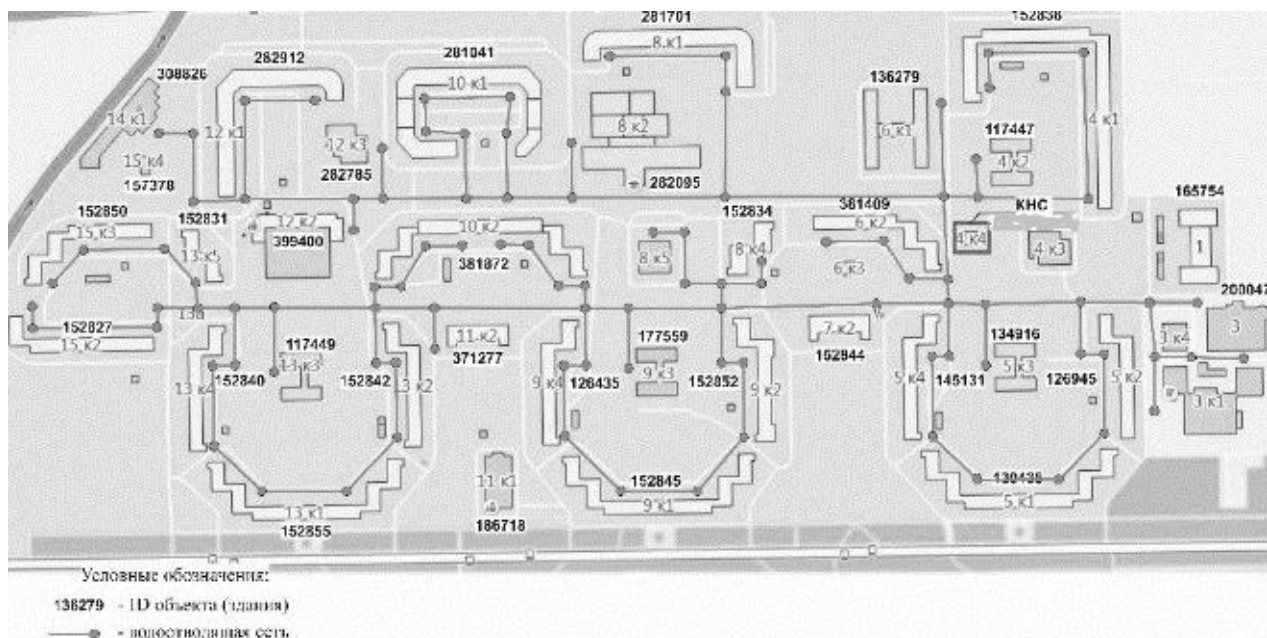 281701
152838
8 к1
282912
281041
308826
10 к1
136279
14 к1
12 к1
8 к2
6 к1
4 к1
117447
12 к3
4 к2
15 к4
157378
282785
282095
165754
152850
152831
КНС
12 к2
152834
381409
15 к3
399400
10 к2
6 к2
4 к4
4 к3
1
13 к5
381872
8 к5
8 к4
6 к3
200047
13а
152827
117449
11 к2
177559
7 к2
134916
3 к4
3
15 к2
371277
152844
13 к3
9 к3
5 к3
152840
152842
126435
152852
145131
126945
13 к4
13 к2
9 к4
9 к2
5 к4
5 к2
3 к1
11 к1
152845
139438
13 к1
9 к1
5 к1
152855
186718
Условные обозначения:
136279 - ID объекта (здания)
- водоотводящая сеть